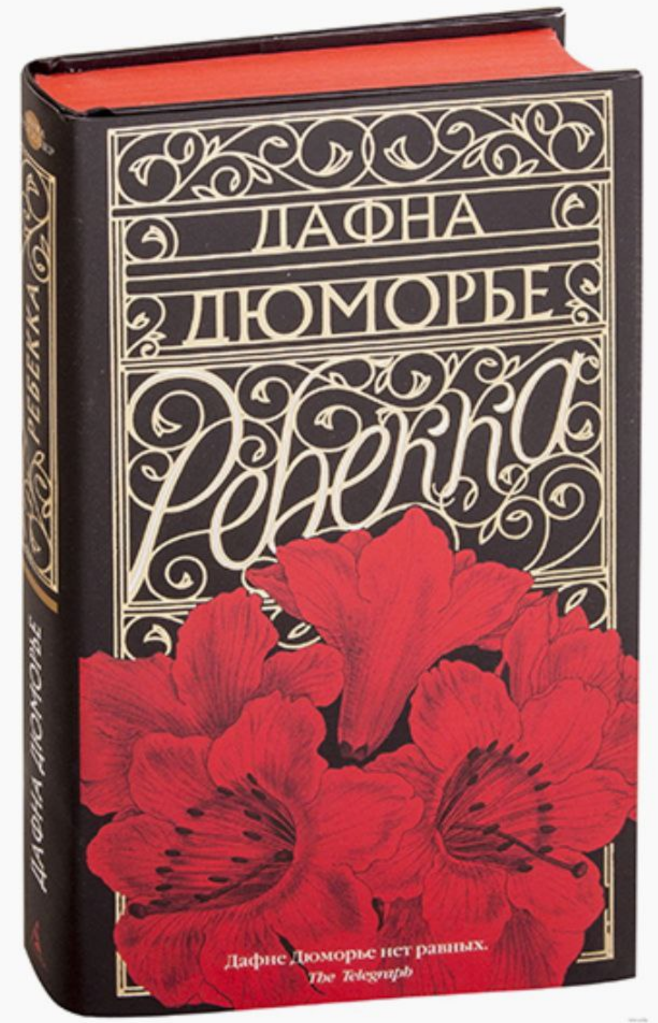 ДАФНА
ДЮМОРЬЕ
Ребекка
Дафне Дюморье нет равных.
The Telegraph
РЕБЕККА
ДАФНА ДЮМОРЬЕ